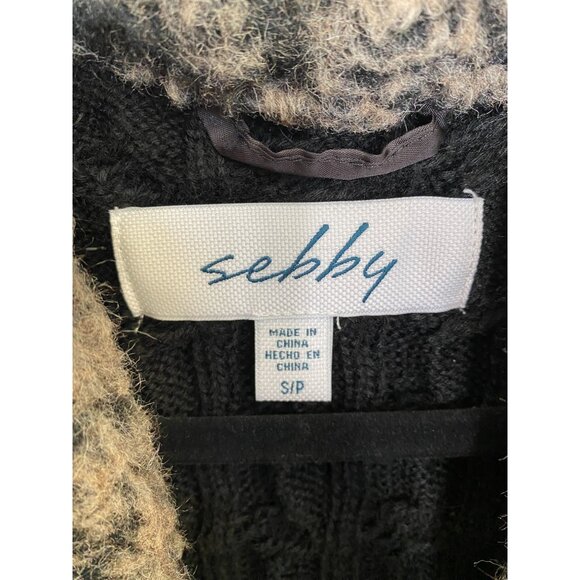 sebby
MADE IN
CHINA
HECHO EN
CHINA
S/P